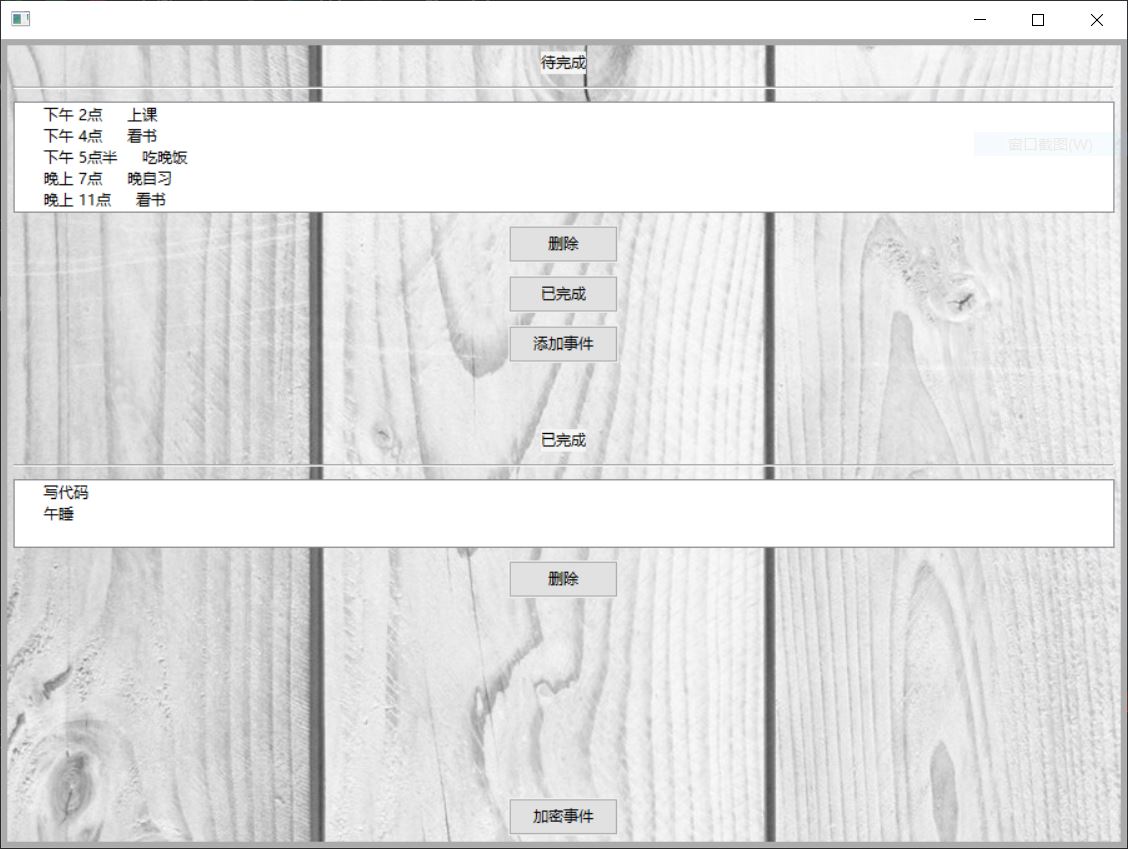 待完成
下午 2点 上课
窗口截图(W)
下午 4点 看书
下午 5点半 吃晚饭
晚上 7点 晚自习
晚上 11点 看书
删除
已完成
添加事件
已完成
写代码
午睡
删除
加密事件